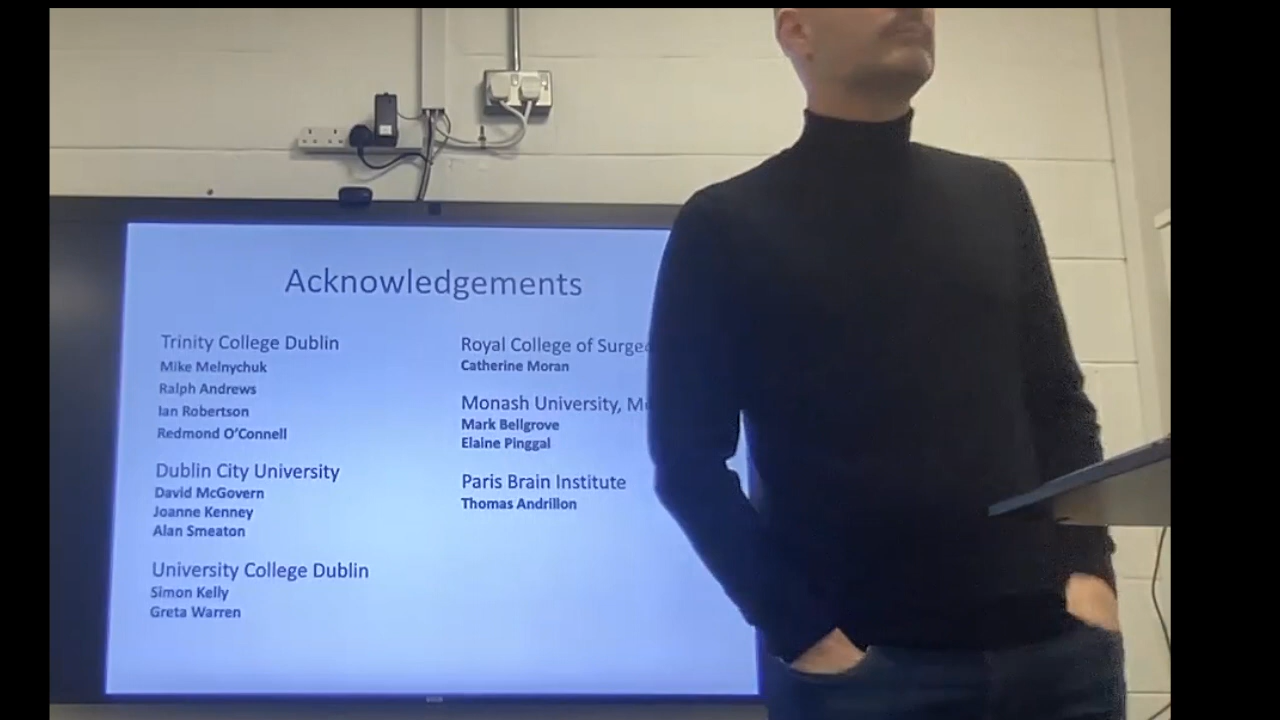 Acknowledgements
Trinity College Dublin
Mike Melnychuk
Ralph Andrews
Ian Robertson
Redmond O'Connell
Dublin City University
David McGovern
Joanne Kenney
Alan Smeaton
University College Dublin
Simon Kelly
Greta Warren
Royal College of
Catherine Moran
Monash University,
Mark Bellgrove
Elaine Pinggal
Paris Brain Institute
Thomas Andrillon